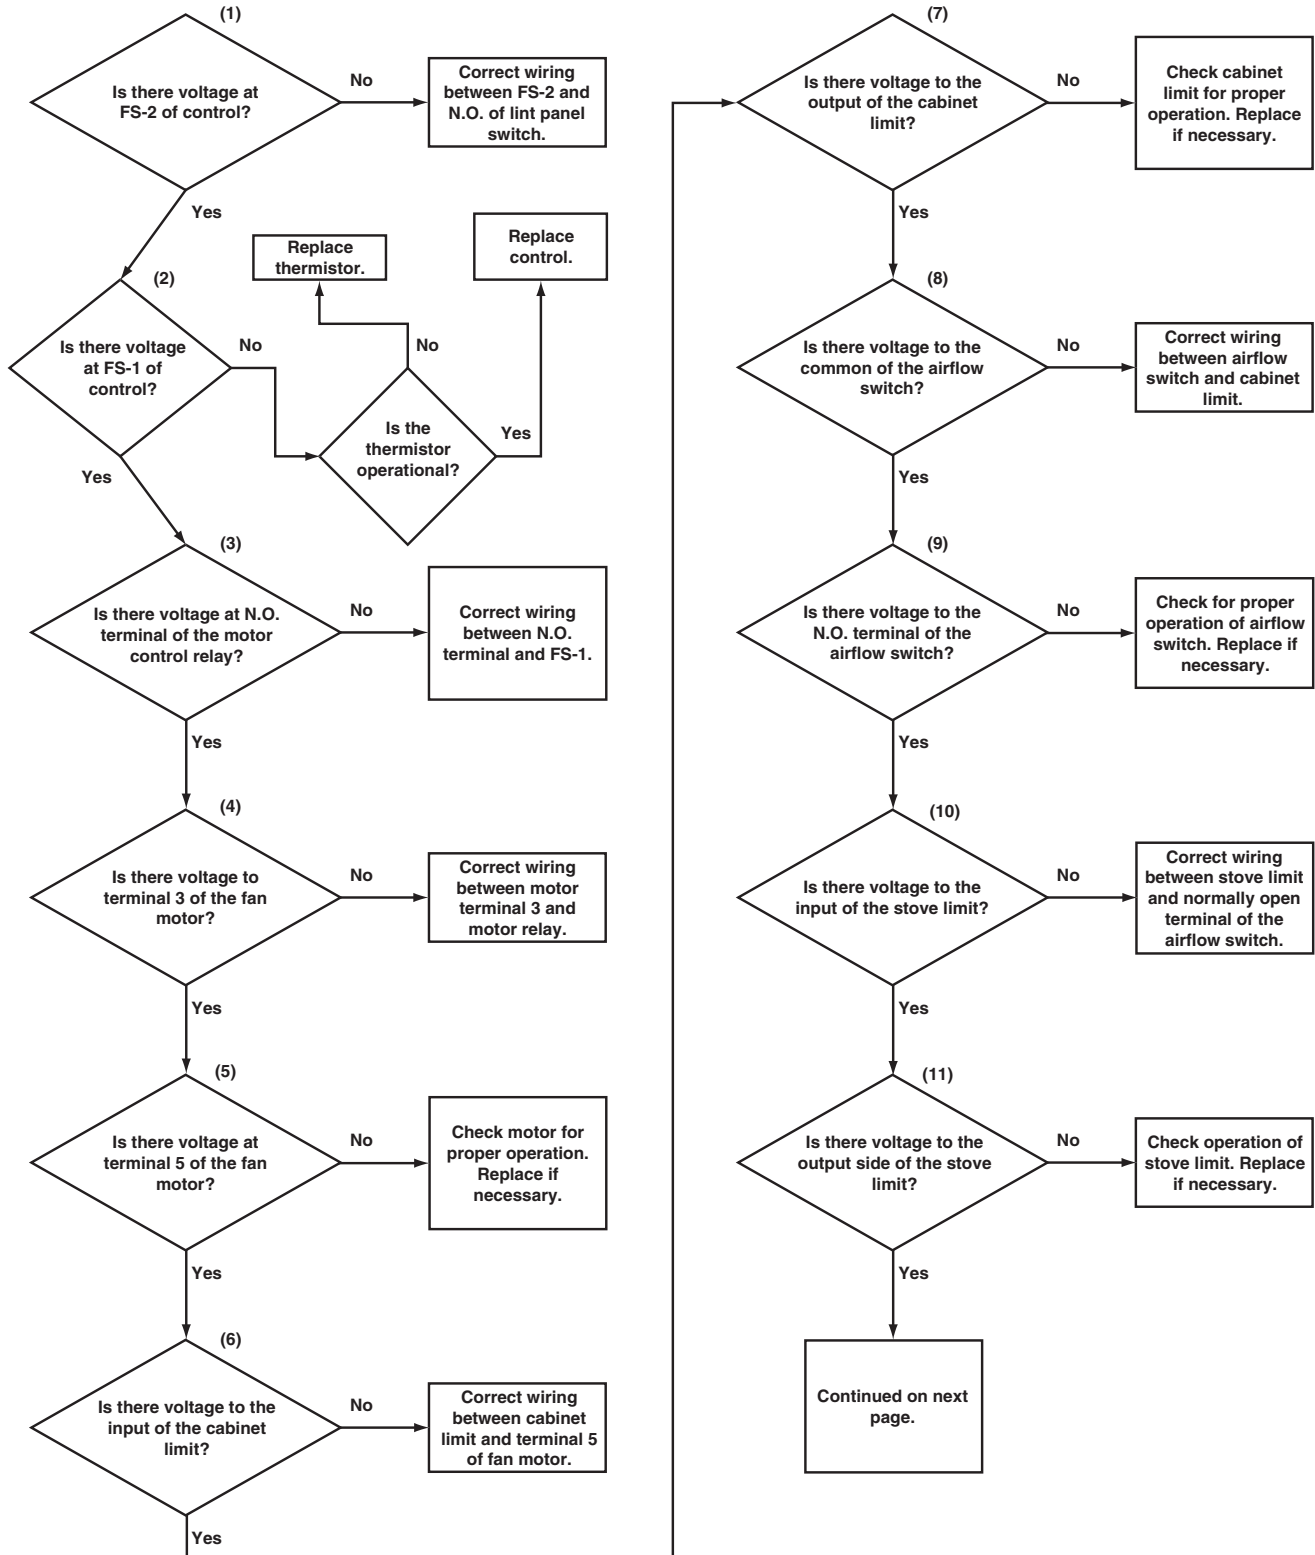 (1)
Is there voltage at
FS-2 of control?
No
Correct wiring
between FS-2 and
N.O. of lint panel
switch.
Yes
(2)
Is there voltage
at FS-1 of
control?
No
Replace
thermistor.
Replace
control.
No
Is the
thermistor
operational?
Yes
Yes
(3)
Is there voltage at N.O.
terminal of the motor
control relay?
No
Correct wiring
between N.O.
terminal and FS-1.
Yes
(4)
Is there voltage to
terminal 3 of the fan
motor?
No
Correct wiring
between motor
terminal 3 and
motor relay.
Yes
(5)
Is there voltage at
terminal 5 of the fan
motor?
No
Check motor for
proper operation.
Replace if
necessary.
Yes
(6)
Is there voltage to the
input of the cabinet
limit?
No
Correct wiring
between cabinet
limit and terminal 5
of fan motor.
Yes
(7)
Is there voltage to the
output of the cabinet
limit?
No
Check cabinet
limit for proper
operation. Replace
if necessary.
Yes
(8)
Is there voltage to the
common of the airflow
switch?
No
Correct wiring
between airflow
switch and cabinet
limit.
Yes
(9)
Is there voltage to the
N.O. terminal of the
airflow switch?
No
Check for proper
operation of airflow
switch. Replace if
necessary.
Yes
(10)
Is there voltage to the
input of the stove limit?
No
Correct wiring
between stove limit
and normally open
terminal of the
airflow switch.
Yes
(11)
Is there voltage to the
output side of the stove
limit?
No
Check operation of
stove limit. Replace
if necessary.
Yes
Continued on next
page.